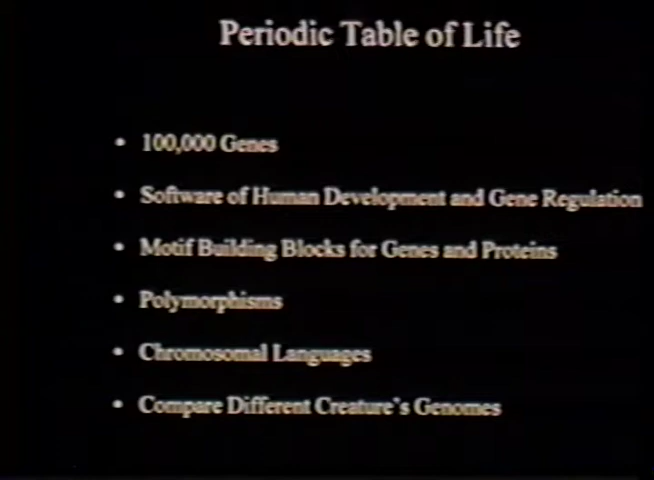 Periodic Table of Life
• 100,000 Genes
• Software of Human Development and Gene Regulation
• Motif Building Blocks for Genes and Proteins
• Polymorphisms
• Chromosomal Languages
• Compare Different Creature's Genomes